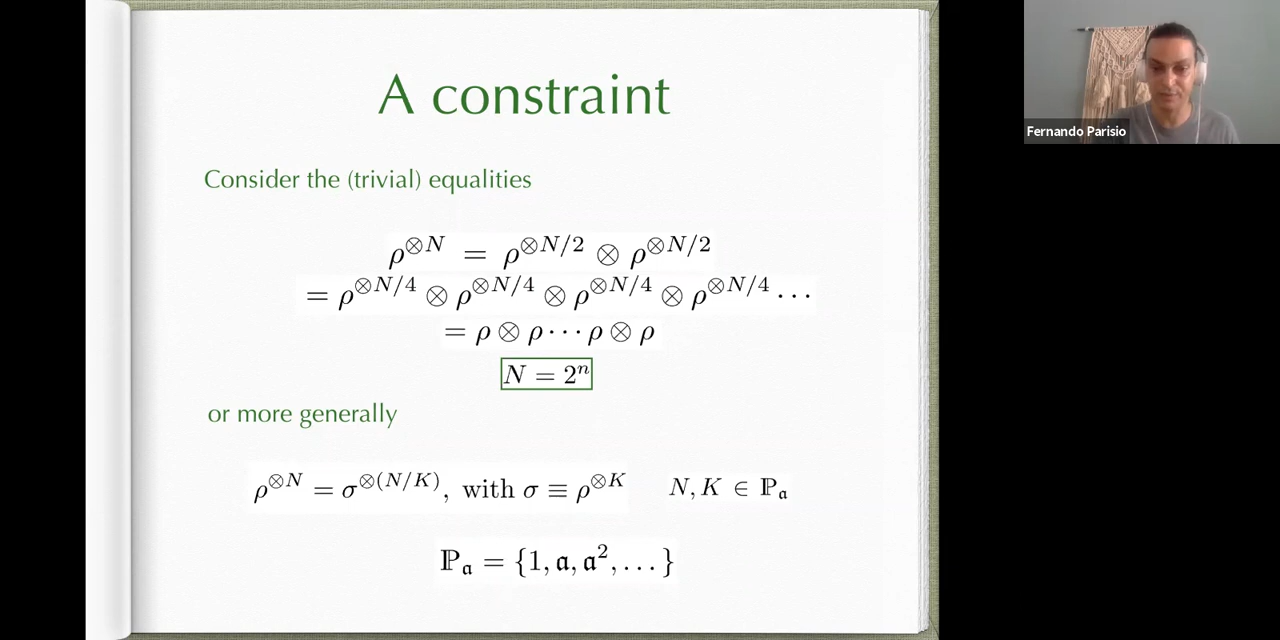 A constraint
Consider the (trivial) equalities
ρ^{⊗N} = ρ^{⊗N/2} ⊗ ρ^{⊗N/2}
= ρ^{⊗N/4} ⊗ ρ^{⊗N/4} ⊗ ρ^{⊗N/4} ⊗ ρ^{⊗N/4} ···
= ρ ⊗ ρ ··· ρ ⊗ ρ
N = 2^n
or more generally
ρ^{⊗N} = σ^{⊗(N/K)}, with σ ≡ ρ^{⊗K} N, K ∈ ℙ_𝔞
ℙ_𝔞 = {1, 𝔞, 𝔞^2, . . . }
Fernando Parisio